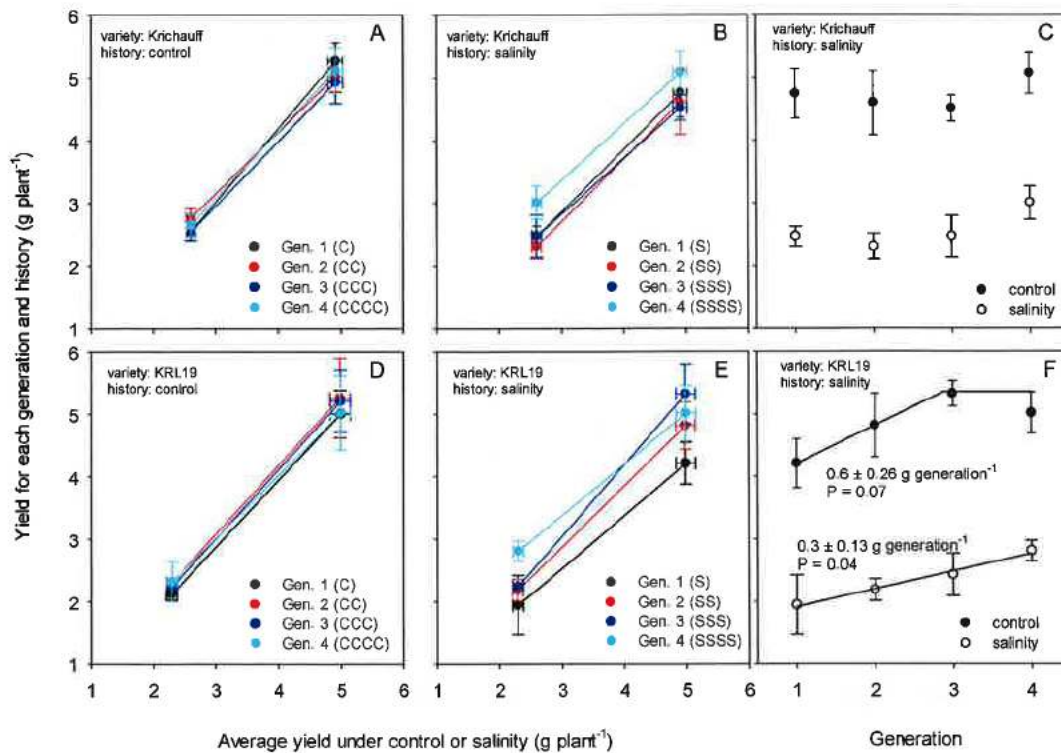 Yield for each generation and history (g plant⁻¹)
6
5
4
3
2
1
variety: Krichauff
history: control
A
Gen. 1 (C)
Gen. 2 (CC)
Gen. 3 (CCC)
Gen. 4 (CCCC)
variety: Krichauff
history: salinity
B
Gen. 1 (S)
Gen. 2 (SS)
Gen. 3 (SSS)
Gen. 4 (SSSS)
variety: Krichauff
history: salinity
C
control
salinity
6
5
4
3
2
1
variety: KRL19
history: control
D
Gen. 1 (C)
Gen. 2 (CC)
Gen. 3 (CCC)
Gen. 4 (CCCC)
1 2 3 4 5 6
variety: KRL19
history: salinity
E
Gen. 1 (S)
Gen. 2 (SS)
Gen. 3 (SSS)
Gen. 4 (SSSS)
1 2 3 4 5 6
variety: KRL19
history: salinity
F
0.6 ± 0.26 g generation⁻¹
P = 0.07
0.3 ± 0.13 g generation⁻¹
P = 0.04
control
salinity
1 2 3 4
Average yield under control or salinity (g plant⁻¹)
Generation